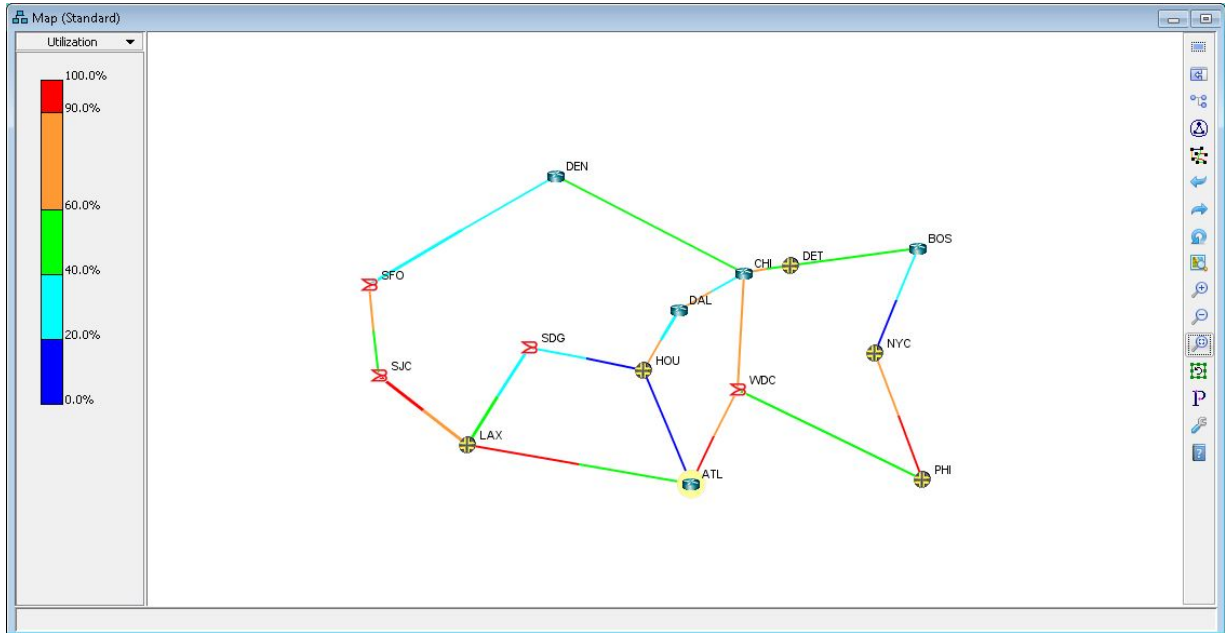 Map (Standard)
Utilization
100.0%
90.0%
60.0%
40.0%
20.0%
0.0%
DEN
BOS
CHI
DET
SFO
DAL
SDG
NYC
HOU
SJC
WDC
LAX
ATL
PHI
P
?